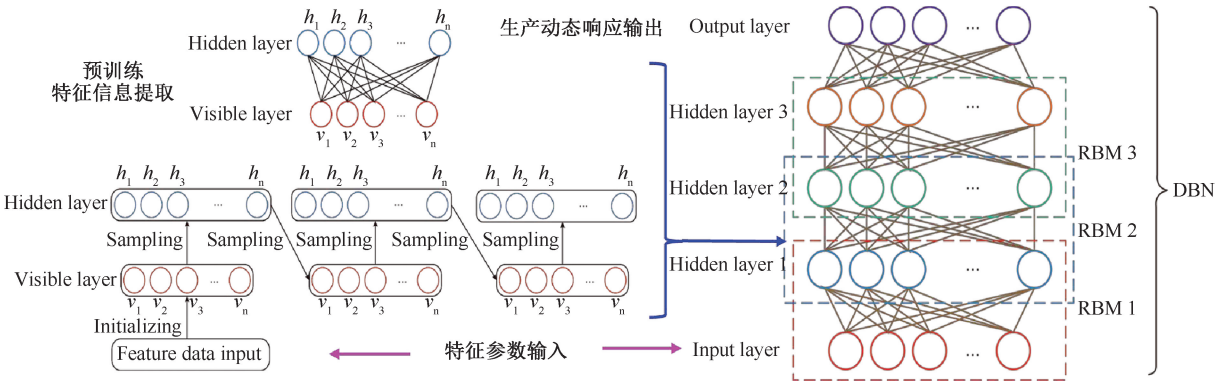 h1 h2 h3 hn
Hidden layer
预训练
特征信息提取
...
Visible layer
v1 v2 v3 ... vn
h1 h2 h3 hn
h1 h2 h3 hn
h1 h2 h3 hn
Hidden layer
...
...
...
Sampling Sampling Sampling Sampling Sampling
Visible layer
...
...
...
v1 v2 v3 vn
v1 v2 v3 vn
v1 v2 v3 vn
Initializing
Feature data input
特征参数输入
生产动态响应输出
Output layer ...
Hidden layer 3 ...
RBM 3
Hidden layer 2 ...
RBM 2
Hidden layer 1 ...
RBM 1
Input layer ...
DBN